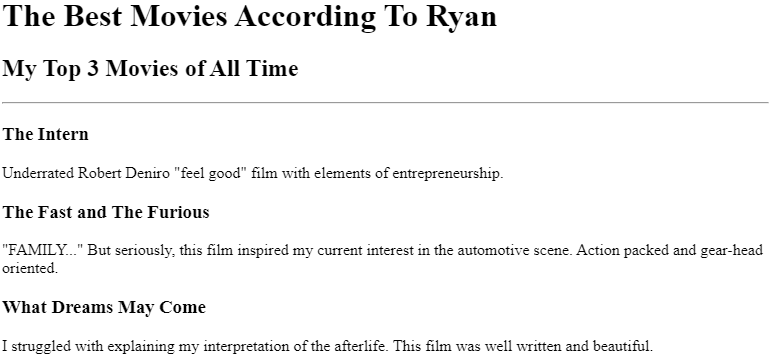 The Best Movies According To Ryan
My Top 3 Movies of All Time
The Intern
Underrated Robert Deniro "feel good" film with elements of entrepreneurship.
The Fast and The Furious
"FAMILY..." But seriously, this film inspired my current interest in the automotive scene. Action packed and gear-head
oriented.
What Dreams May Come
I struggled with explaining my interpretation of the afterlife. This film was well written and beautiful.